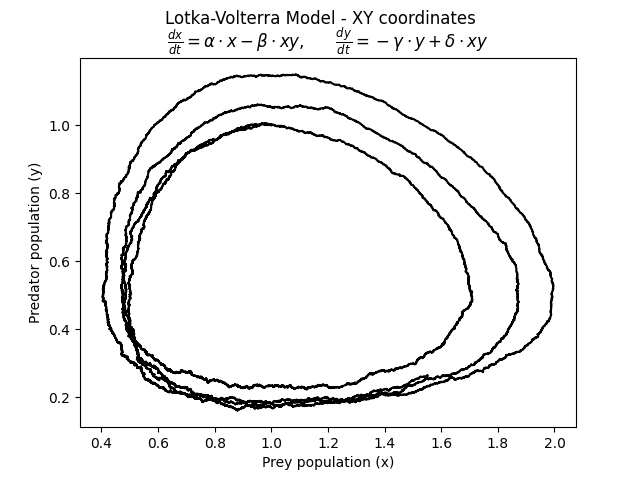 Lotka-Volterra Model - XY coordinates
dx/dt = α · x − β · xy,    dy/dt = −γ · y + δ · xy
Predator population (y)
1.0
0.8
0.6
0.4
0.2
0.4 0.6 0.8 1.0 1.2 1.4 1.6 1.8 2.0
Prey population (x)